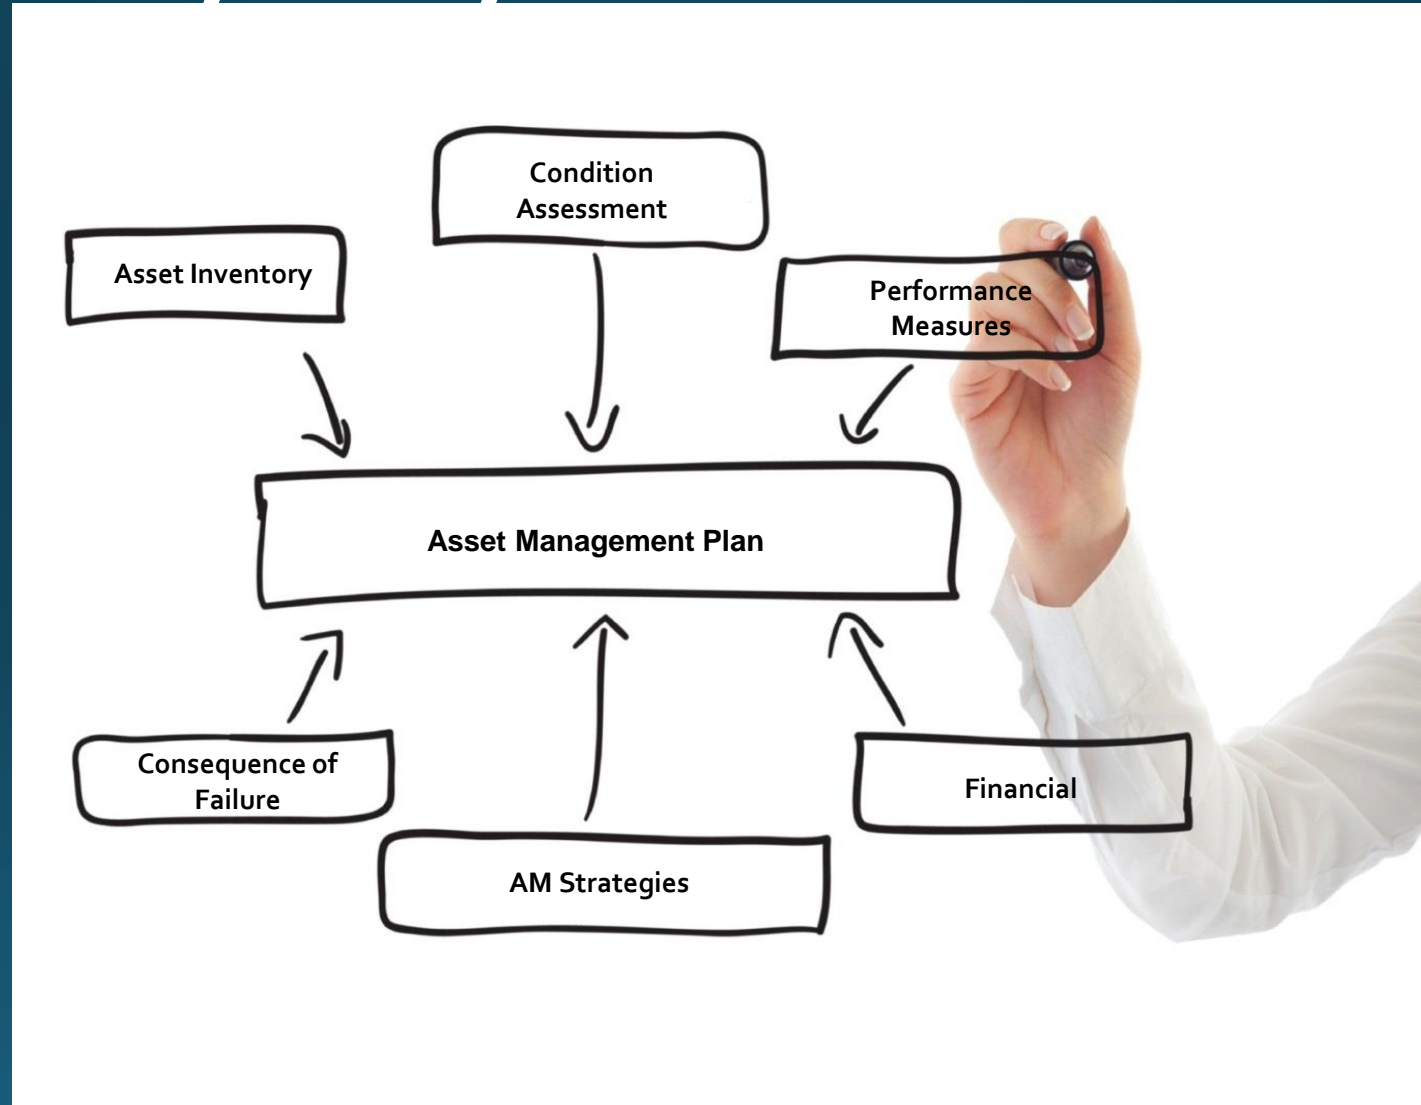 Condition
Assessment
Asset Inventory
Performance
Measures
Asset Management Plan
Consequence of
Failure
Financial
AM Strategies